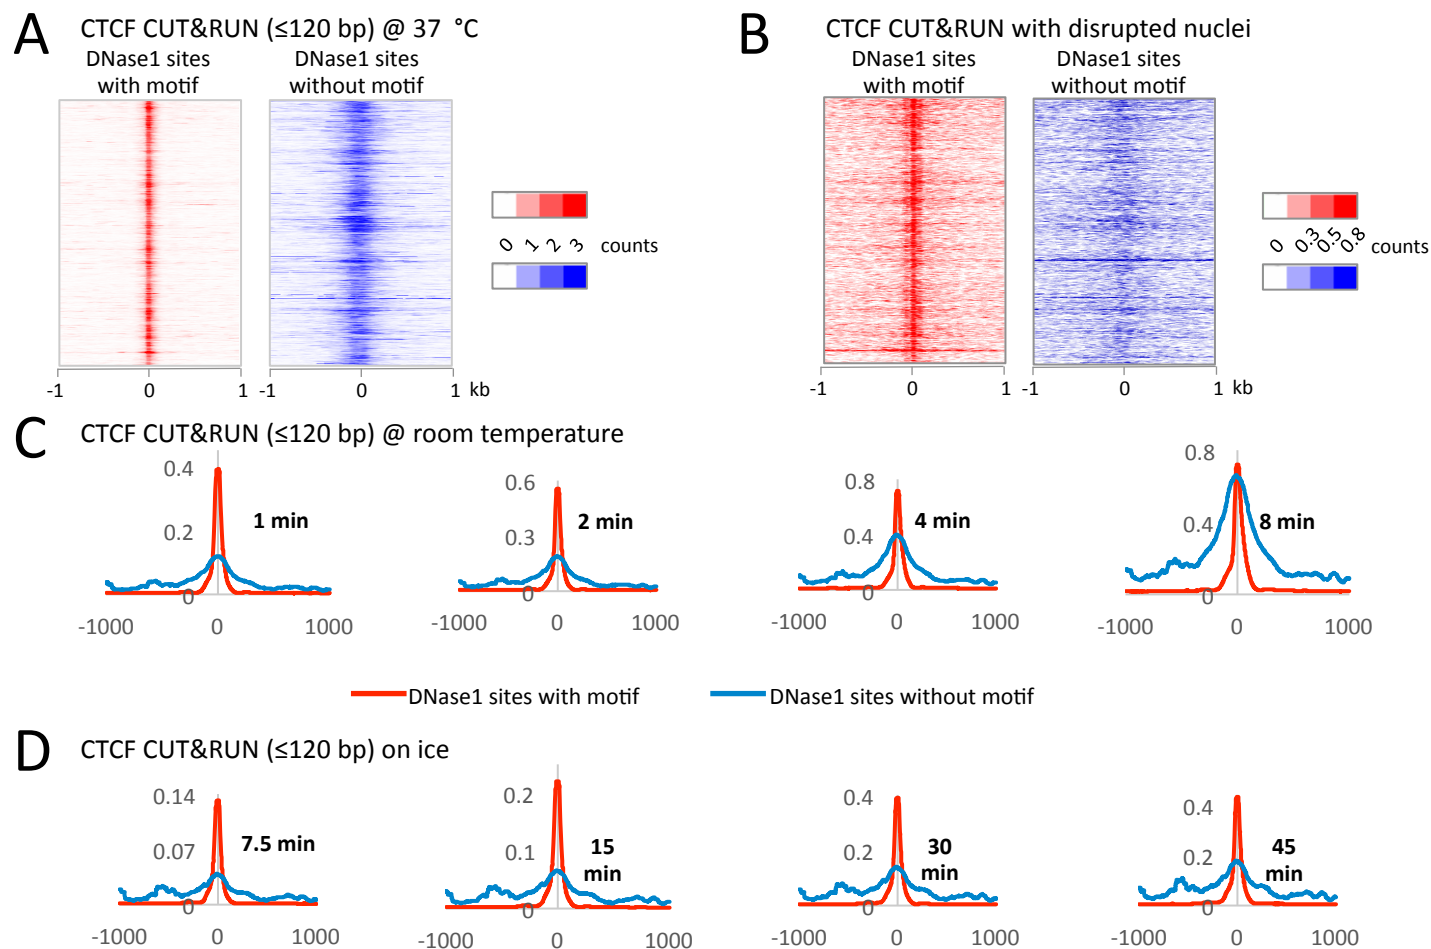 A CTCF CUT&RUN (≤120 bp) @ 37 °C
DNase1 sites with motif
DNase1 sites without motif
0 1 2 3 counts
-1 0 1
-1 0 1 kb
B CTCF CUT&RUN with disrupted nuclei
DNase1 sites with motif
DNase1 sites without motif
0 0.3 0.5 0.8 counts
-1 0 1
-1 0 1 kb
C CTCF CUT&RUN (≤120 bp) @ room temperature
0.4
0.2
0
1 min
-1000 0 1000
0.6
0.3
0
2 min
-1000 0 1000
0.8
0.4
0
4 min
-1000 0 1000
0.8
0.4
0
8 min
-1000 0 1000
DNase1 sites with motif
DNase1 sites without motif
D CTCF CUT&RUN (≤120 bp) on ice
0.14
0.07
0
7.5 min
-1000 0 1000
0.2
0.1
0
15
min
-1000 0 1000
0.4
0.2
0
30
min
-1000 0 1000
0.4
0.2
0
45
min
-1000 0 1000